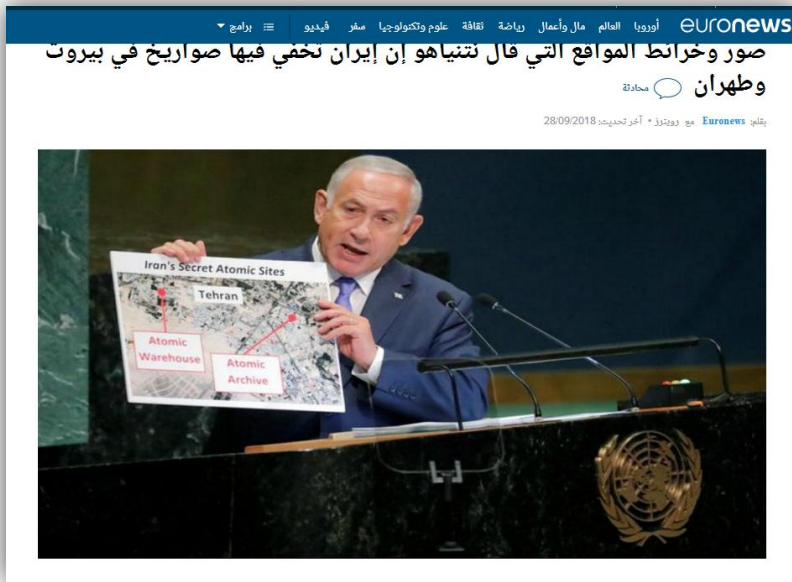 euronews أوروبا العالم مال وأعمال رياضة ثقافة علوم وتكنولوجيا سفر فيديو برامج
صور وخرائط المواقع التي قال نتنياهو إن إيران تخفي فيها صواريخ في بيروت
وطهران محادثة
بقلم: Euronews مع رويترز • آخر تحديث: 28/09/2018
Iran's Secret Atomic Sites
Tehran
Atomic
Warehouse
Atomic
Archive